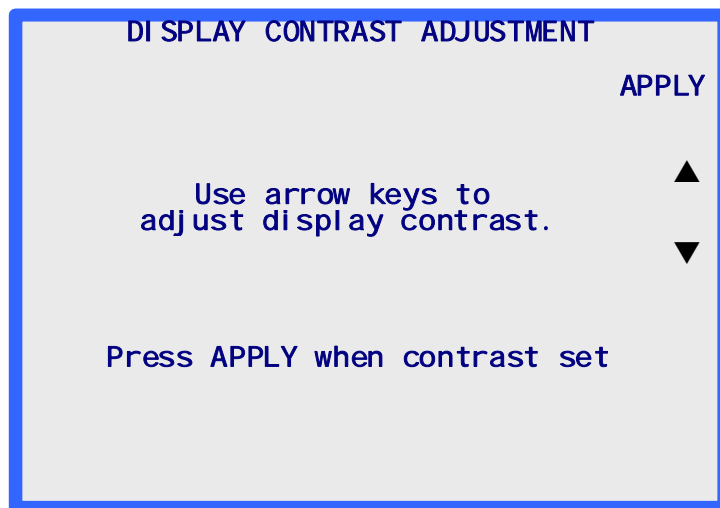 DISPLAY CONTRAST ADJUSTMENT
APPLY
Use arrow keys to
adjust display contrast.
Press APPLY when contrast set